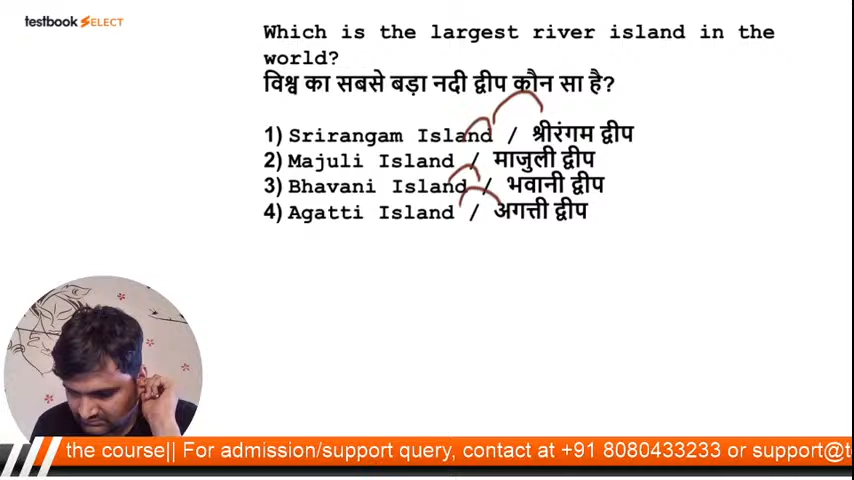 testbook SELECT
Which is the largest river island in the
world?
विश्व का सबसे बड़ा नदी द्वीप कौन सा है?
1) Srirangam Island / श्रीरंगम द्वीप
2) Majuli Island / माजुली द्वीप
3) Bhavani Island / भवानी द्वीप
4) Agatti Island / अगत्ती द्वीप
the course|| For admission/support query, contact at +91 8080433233 or support@t